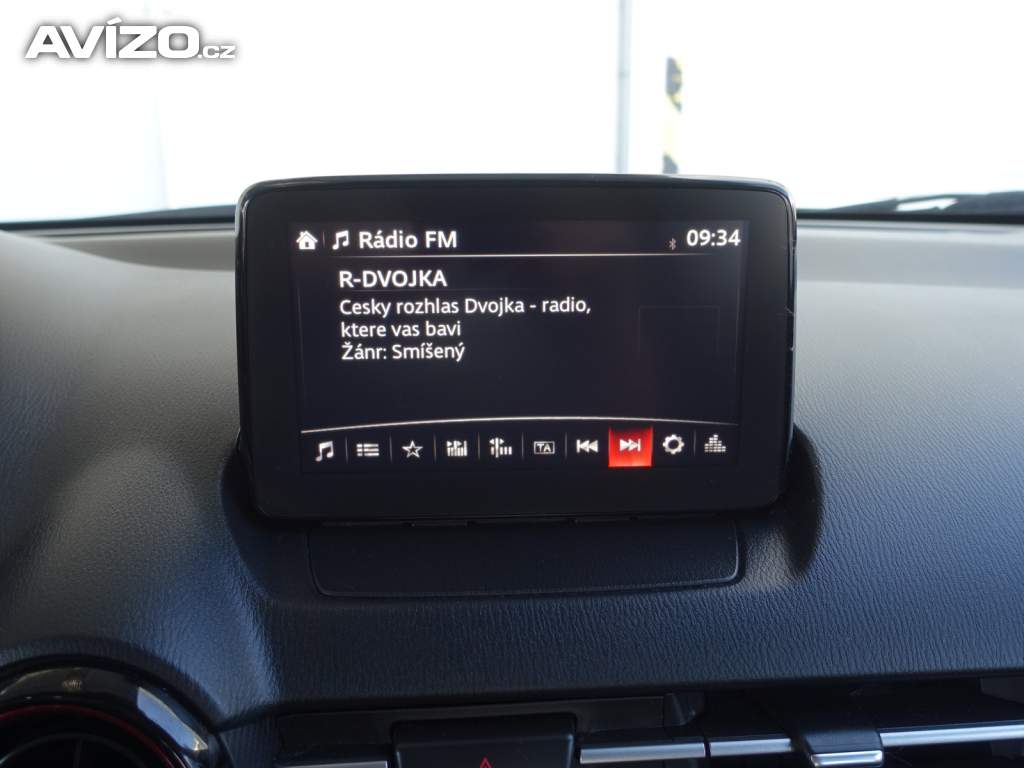 AVÍZO.cz
Rádio FM
09:34
R-DVOJKA
Cesky rozhlas Dvojka - radio,
ktere vas bavi
Žánr: Smíšený
TA